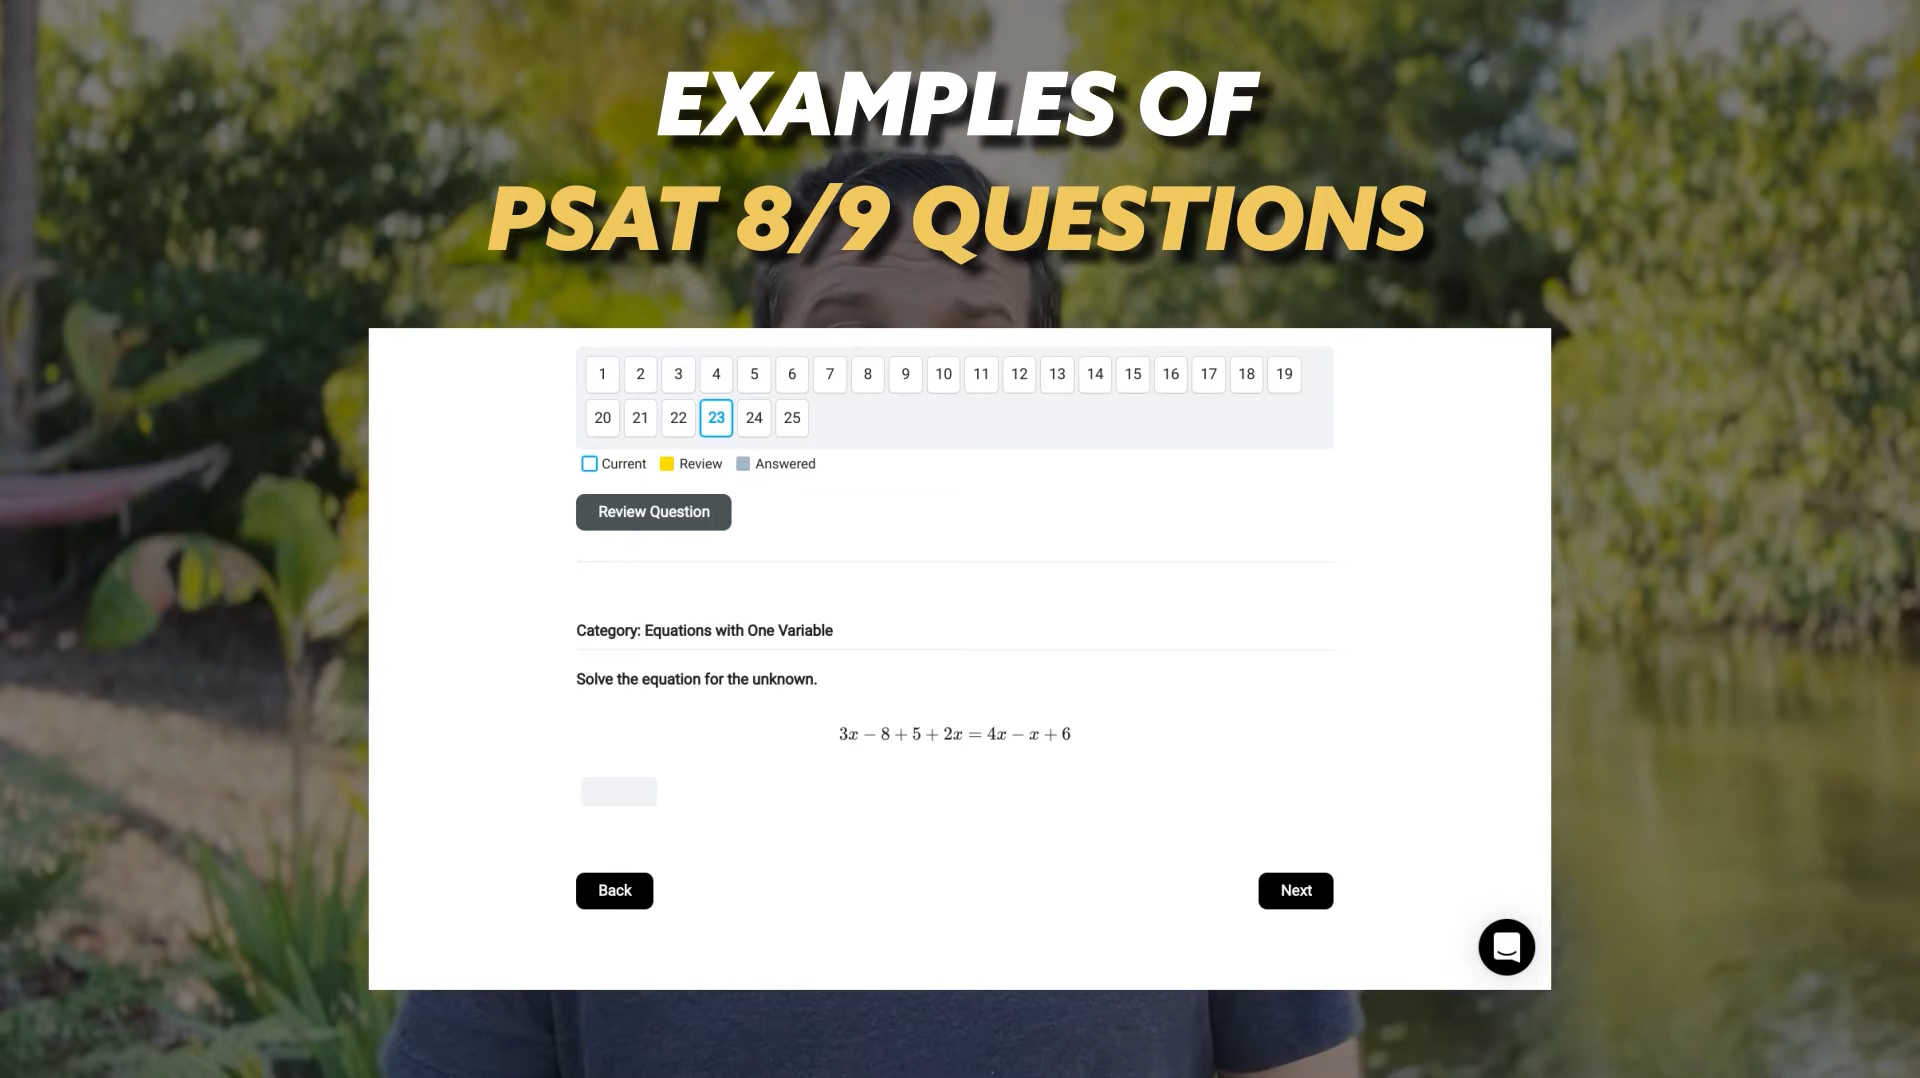 EXAMPLES OF
PSAT 8/9 QUESTIONS
1 2 3 4 5 6 7 8 9 10 11 12 13 14 15 16 17 18 19
20 21 22 23 24 25
Current Review Answered
Review Question
Category: Equations with One Variable
Solve the equation for the unknown.
3x − 8 + 5 + 2x = 4x − x + 6
Back Next